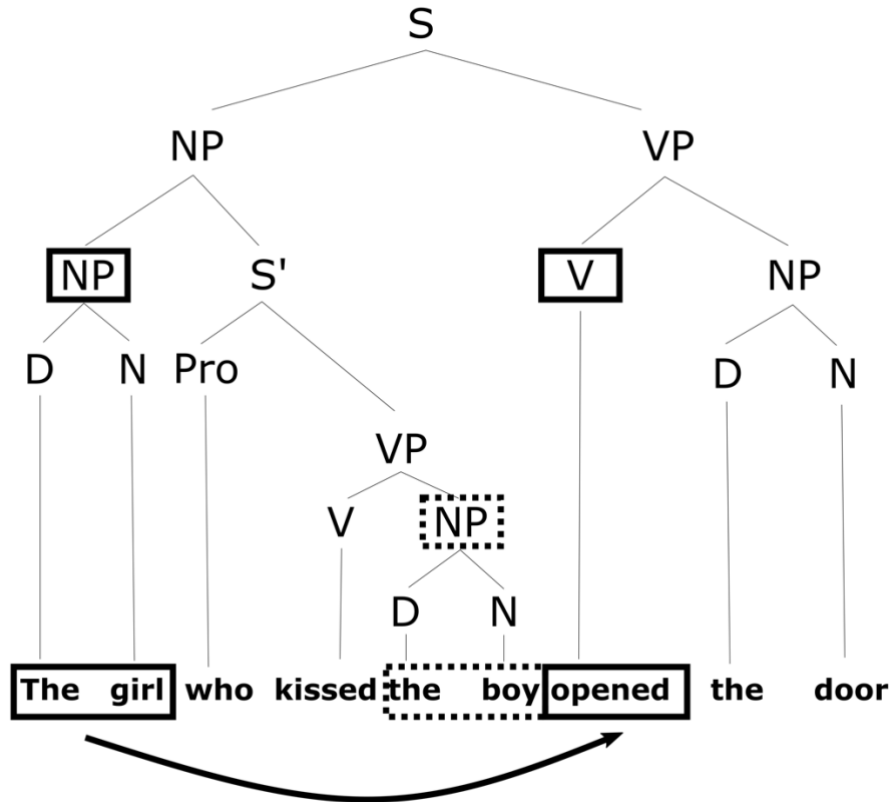 S
NP VP
NP S' V NP
D N Pro D N
VP
V NP
D N
The girl who kissed the boy opened the door